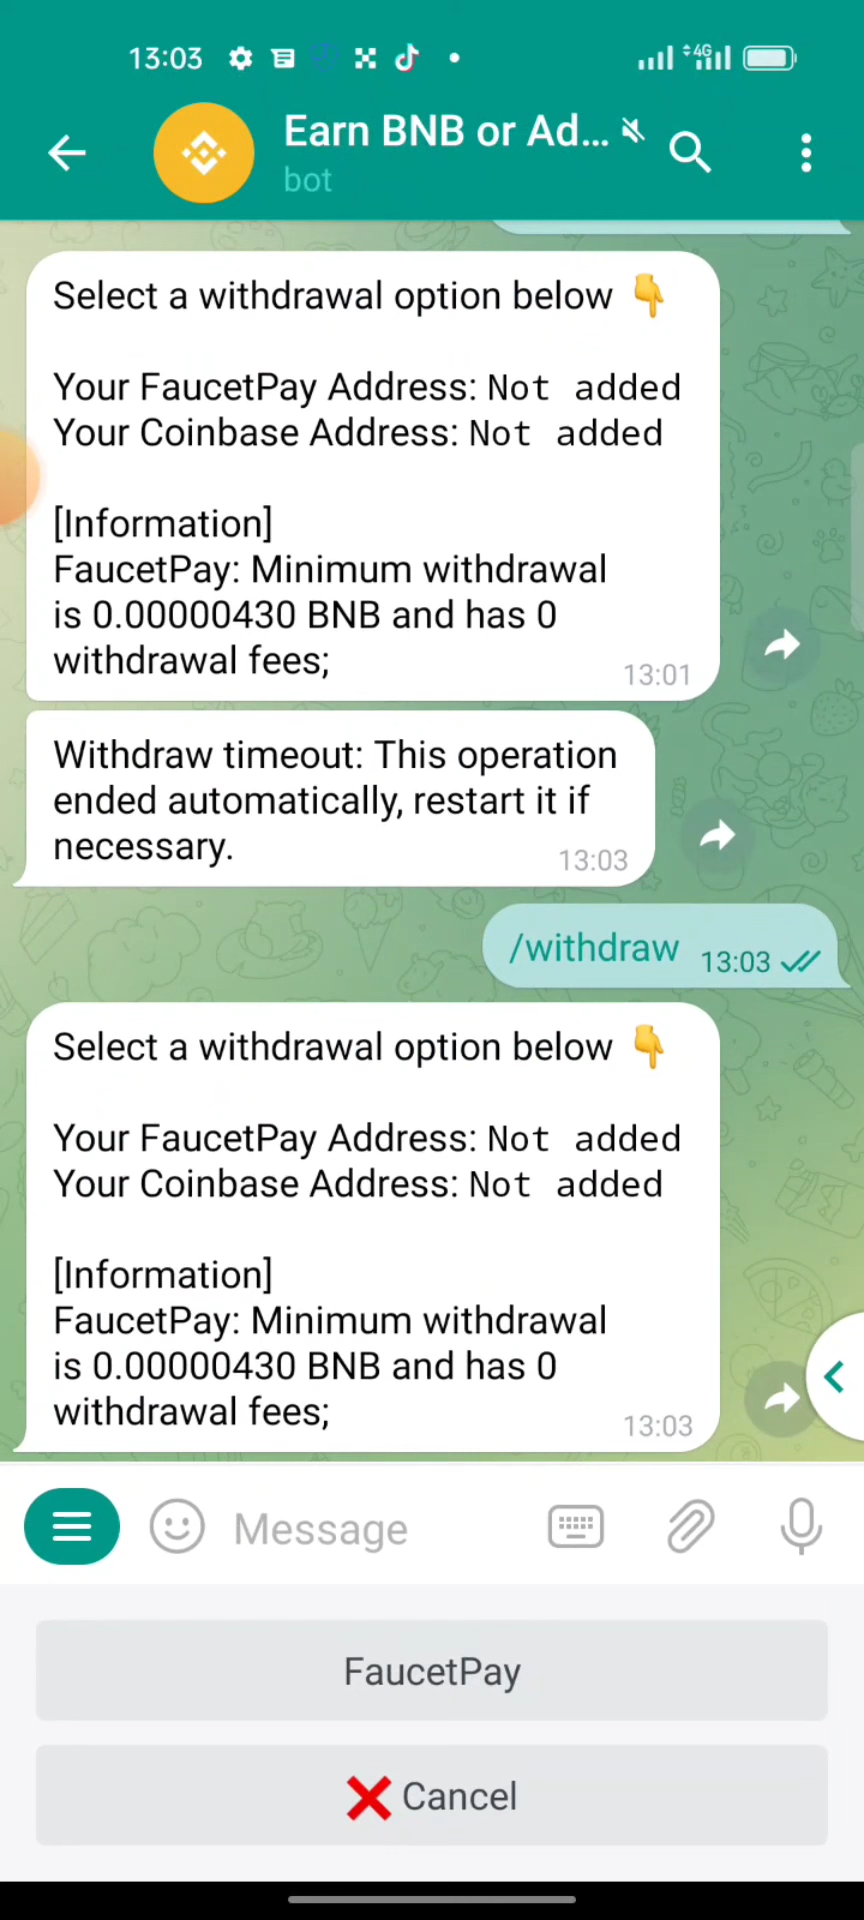 13:03
4G
Earn BNB or Ad...
bot
Select a withdrawal option below 👇
Your FaucetPay Address: Not added
Your Coinbase Address: Not added
[Information]
FaucetPay: Minimum withdrawal
is 0.00000430 BNB and has 0
withdrawal fees;
13:01
Withdraw timeout: This operation
ended automatically, restart it if
necessary.
13:03
/withdraw 13:03
Select a withdrawal option below 👇
Your FaucetPay Address: Not added
Your Coinbase Address: Not added
[Information]
FaucetPay: Minimum withdrawal
is 0.00000430 BNB and has 0
withdrawal fees;
13:03
Message
FaucetPay
❌ Cancel